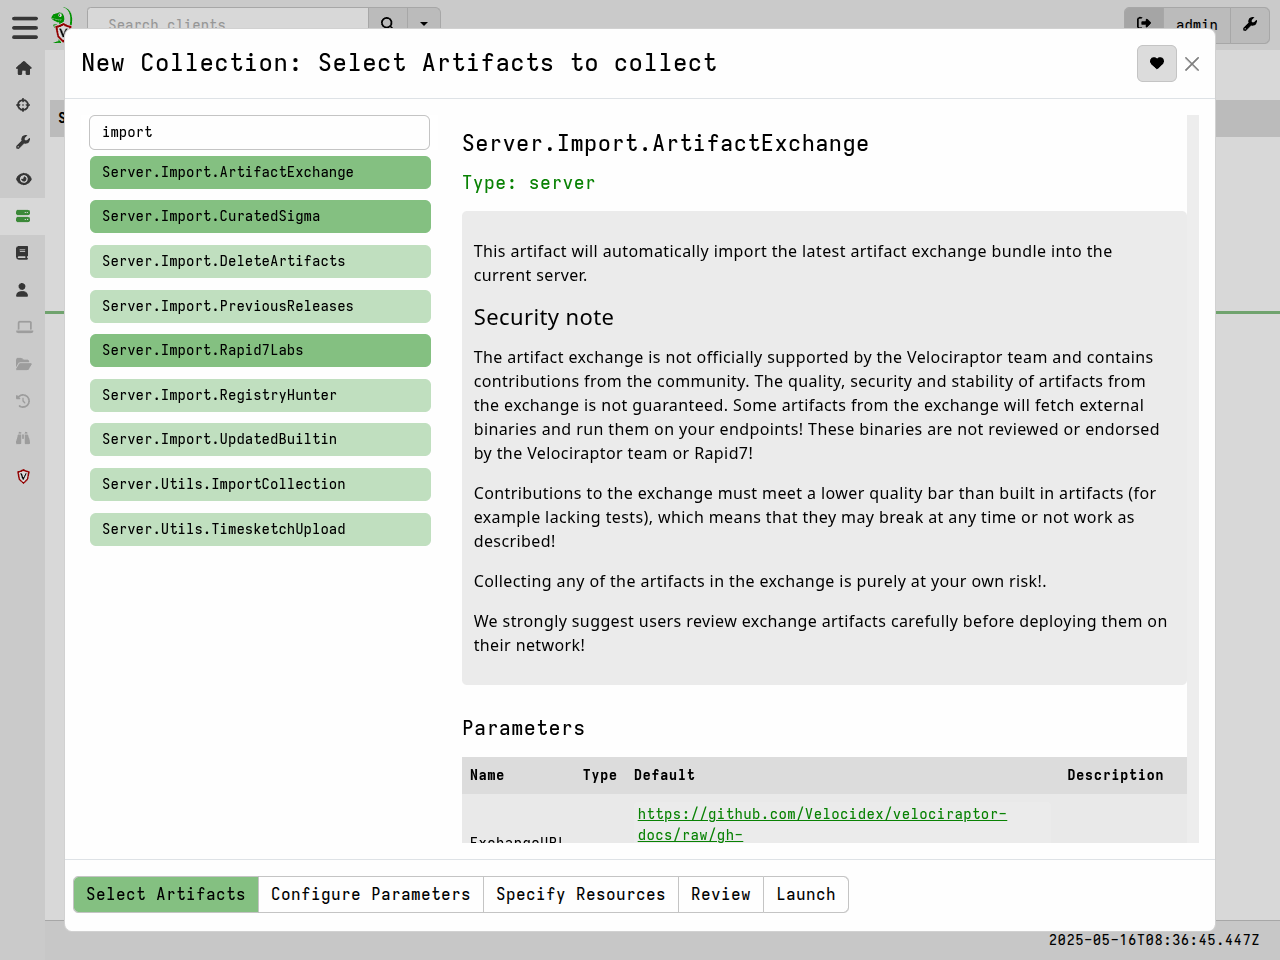 Search clients
admin
New Collection: Select Artifacts to collect
import
Server.Import.ArtifactExchange
Server.Import.CuratedSigma
Server.Import.DeleteArtifacts
Server.Import.PreviousReleases
Server.Import.Rapid7Labs
Server.Import.RegistryHunter
Server.Import.UpdatedBuiltin
Server.Utils.ImportCollection
Server.Utils.TimesketchUpload
Server.Import.ArtifactExchange
Type: server
This artifact will automatically import the latest artifact exchange bundle into the
current server.
Security note
The artifact exchange is not officially supported by the Velociraptor team and contains
contributions from the community. The quality, security and stability of artifacts from
the exchange is not guaranteed. Some artifacts from the exchange will fetch external
binaries and run them on your endpoints! These binaries are not reviewed or endorsed
by the Velociraptor team or Rapid7!
Contributions to the exchange must meet a lower quality bar than built in artifacts (for
example lacking tests), which means that they may break at any time or not work as
described!
Collecting any of the artifacts in the exchange is purely at your own risk!.
We strongly suggest users review exchange artifacts carefully before deploying them on
their network!
Parameters
Name Type Default Description
https://github.com/Velocidex/velociraptor-
docs/raw/gh-
ExchangeURL
Select Artifacts Configure Parameters Specify Resources Review Launch
2025-05-16T08:36:45.447Z